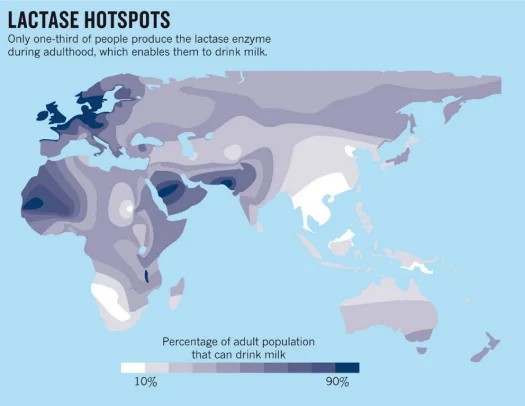 LACTASE HOTSPOTS
Only one-third of people produce the lactase enzyme
during adulthood, which enables them to drink milk.
Percentage of adult population
that can drink milk
10% 90%